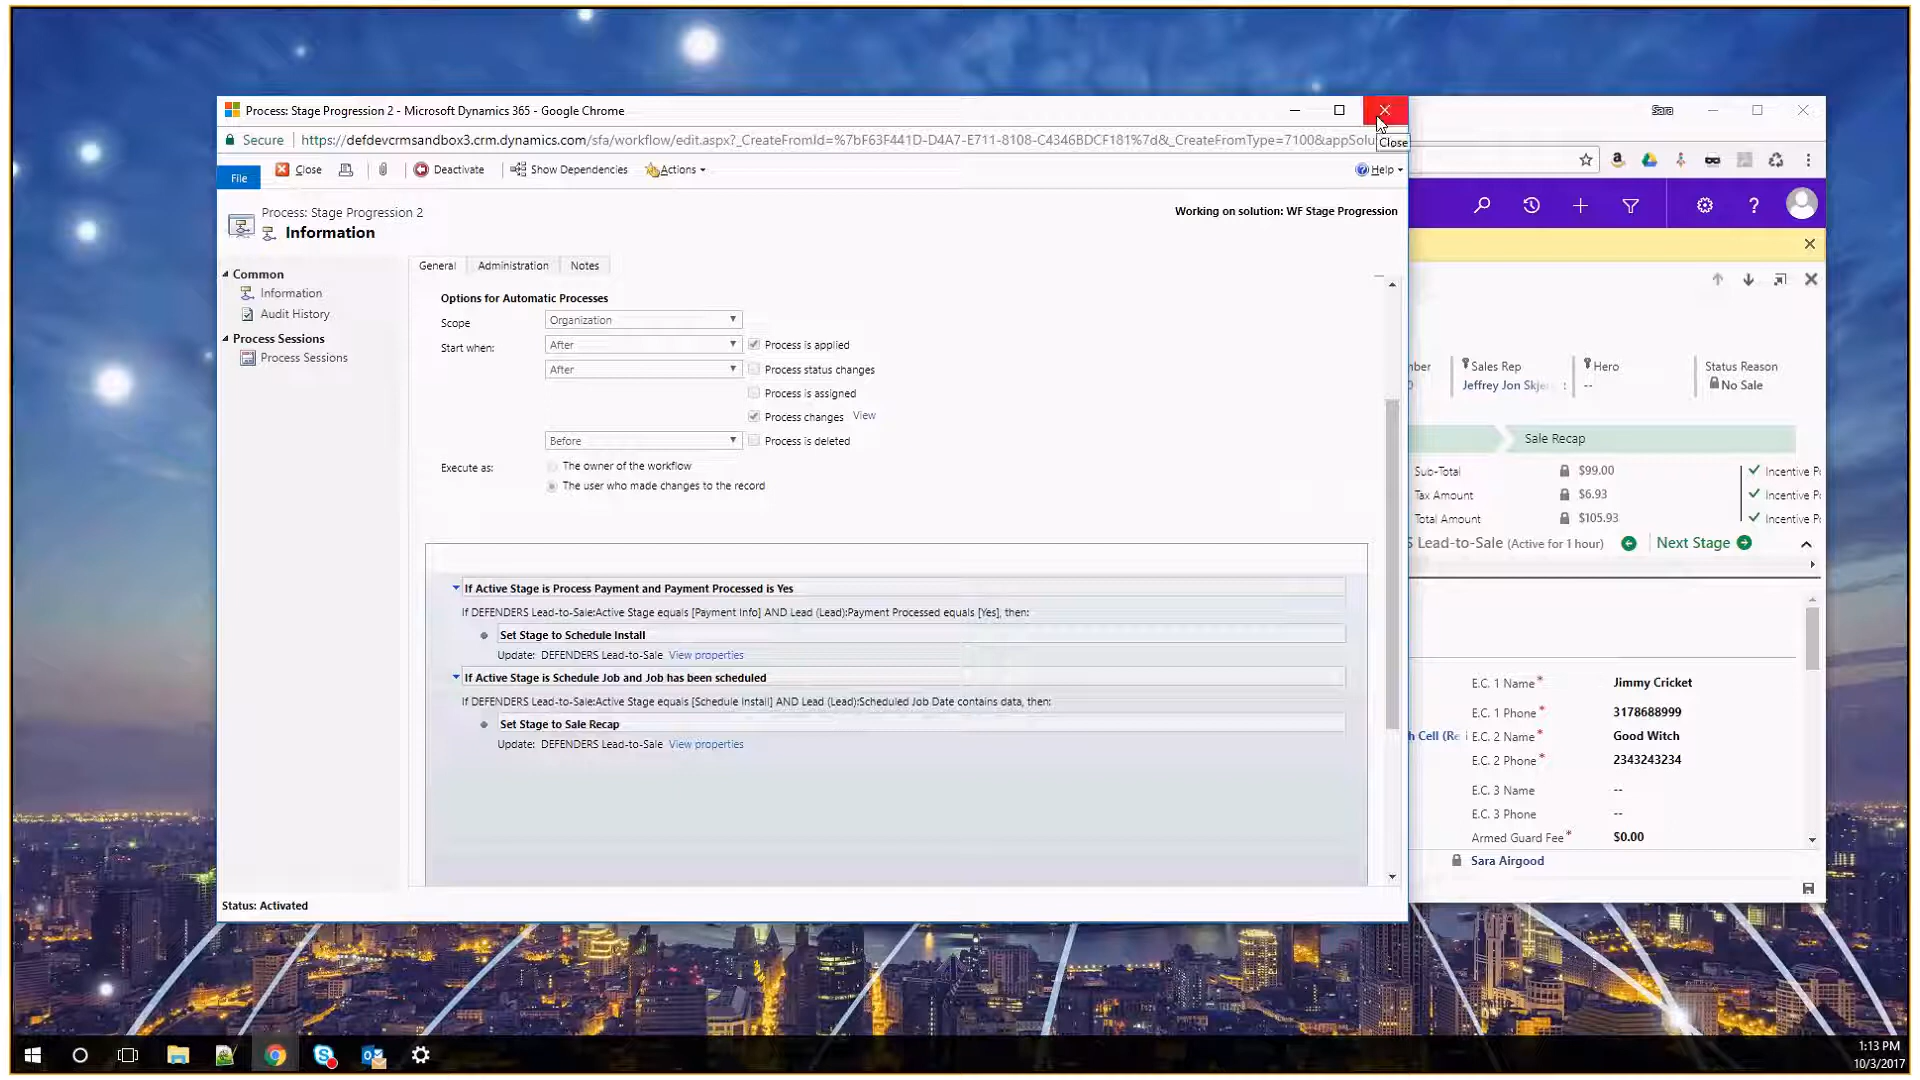 Process: Stage Progression 2 - Microsoft Dynamics 365 - Google Chrome
Sara
Secure
https://defdevcrmsandbox3.crm.dynamics.com/sfa/workflow/edit.aspx?_CreateFromId=%7bF63F441D-D4A7-E711-8108-C4346BDCF181%7d&_CreateFromType=7100&appSolu
Close
File
Close
Deactivate
Show Dependencies
Actions
Help
Process: Stage Progression 2
Information
Working on solution: WF Stage Progression
Common
Information
Audit History
Process Sessions
Process Sessions
General
Administration
Notes
Options for Automatic Processes
Scope
Organization
Start when:
After
Process is applied
After
Process status changes
Process is assigned
Process changes View
Before
Process is deleted
Execute as:
The owner of the workflow
The user who made changes to the record
If Active Stage is Process Payment and Payment Processed is Yes
If DEFENDERS Lead-to-Sale:Active Stage equals [Payment Info] AND Lead (Lead):Payment Processed equals [Yes], then:
Set Stage to Schedule Install
Update: DEFENDERS Lead-to-Sale View properties
If Active Stage is Schedule Job and Job has been scheduled
If DEFENDERS Lead-to-Sale:Active Stage equals [Schedule Install] AND Lead (Lead):Scheduled Job Date contains data, then:
Set Stage to Sale Recap
Update: DEFENDERS Lead-to-Sale View properties
Status: Activated
?
ber
Sales Rep
Hero
Status Reason
Jeffrey Jon Skje :
--
No Sale
Sale Recap
Sub-Total
$99.00
Incentive P
Tax Amount
$6.93
Incentive P
Total Amount
$105.93
Incentive P
S Lead-to-Sale (Active for 1 hour)
Next Stage
E.C. 1 Name*
Jimmy Cricket
E.C. 1 Phone*
3178688999
h Cell (Re
E.C. 2 Name*
Good Witch
E.C. 2 Phone*
2343243234
E.C. 3 Name
--
E.C. 3 Phone
--
Armed Guard Fee*
$0.00
Sara Airgood
1:13 PM
10/3/2017